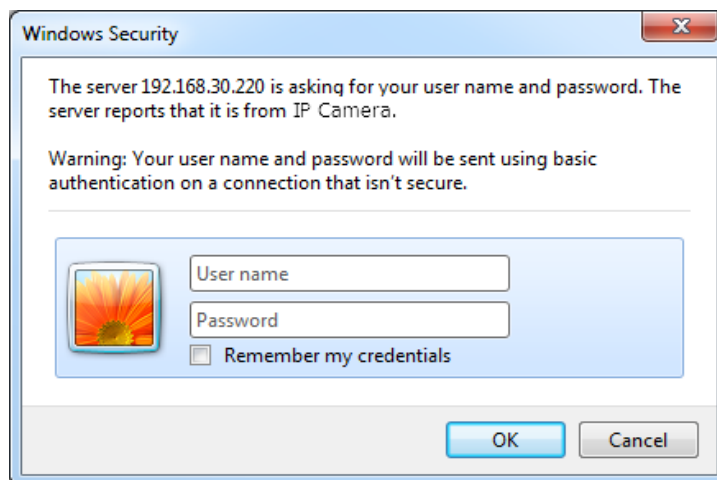 Windows Security
The server 192.168.30.220 is asking for your user name and password. The
server reports that it is from IP Camera.
Warning: Your user name and password will be sent using basic
authentication on a connection that isn't secure.
User name
Password
Remember my credentials
OK
Cancel